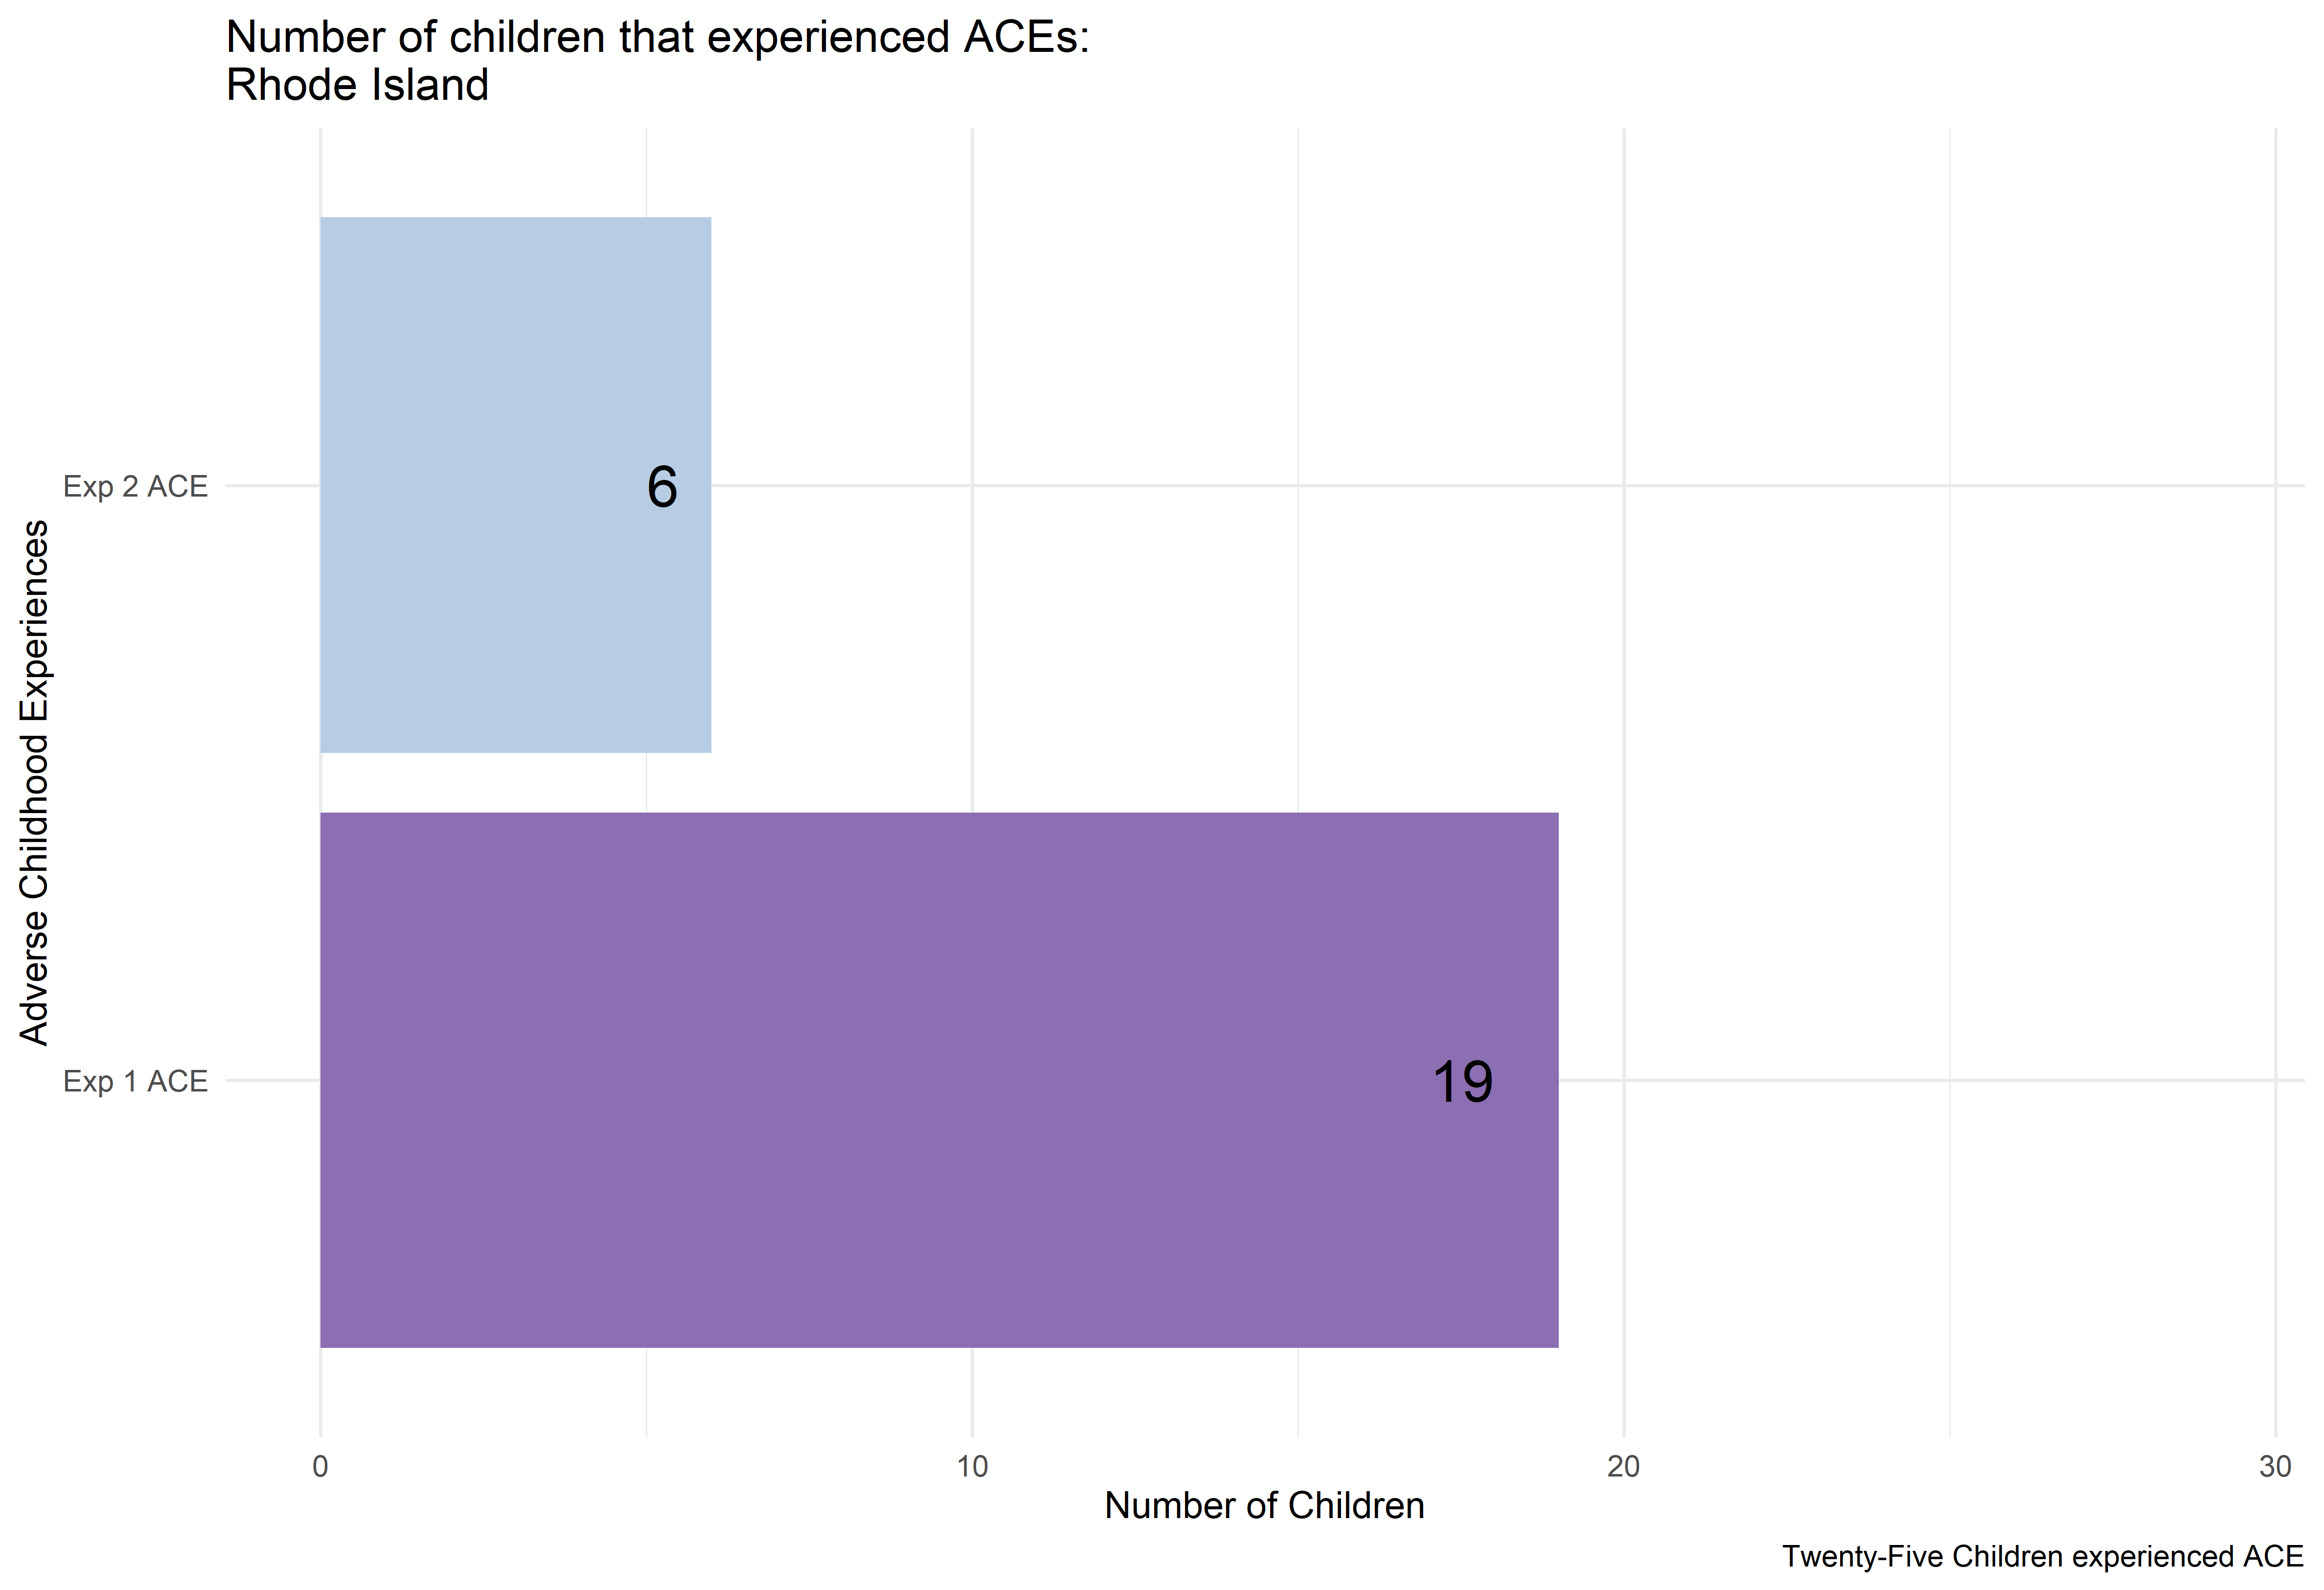 Number of children that experienced ACEs:
Rhode Island
Adverse Childhood Experiences
Exp 2 ACE
6
Exp 1 ACE
19
0
10
20
30
Number of Children
Twenty-Five Children experienced ACE